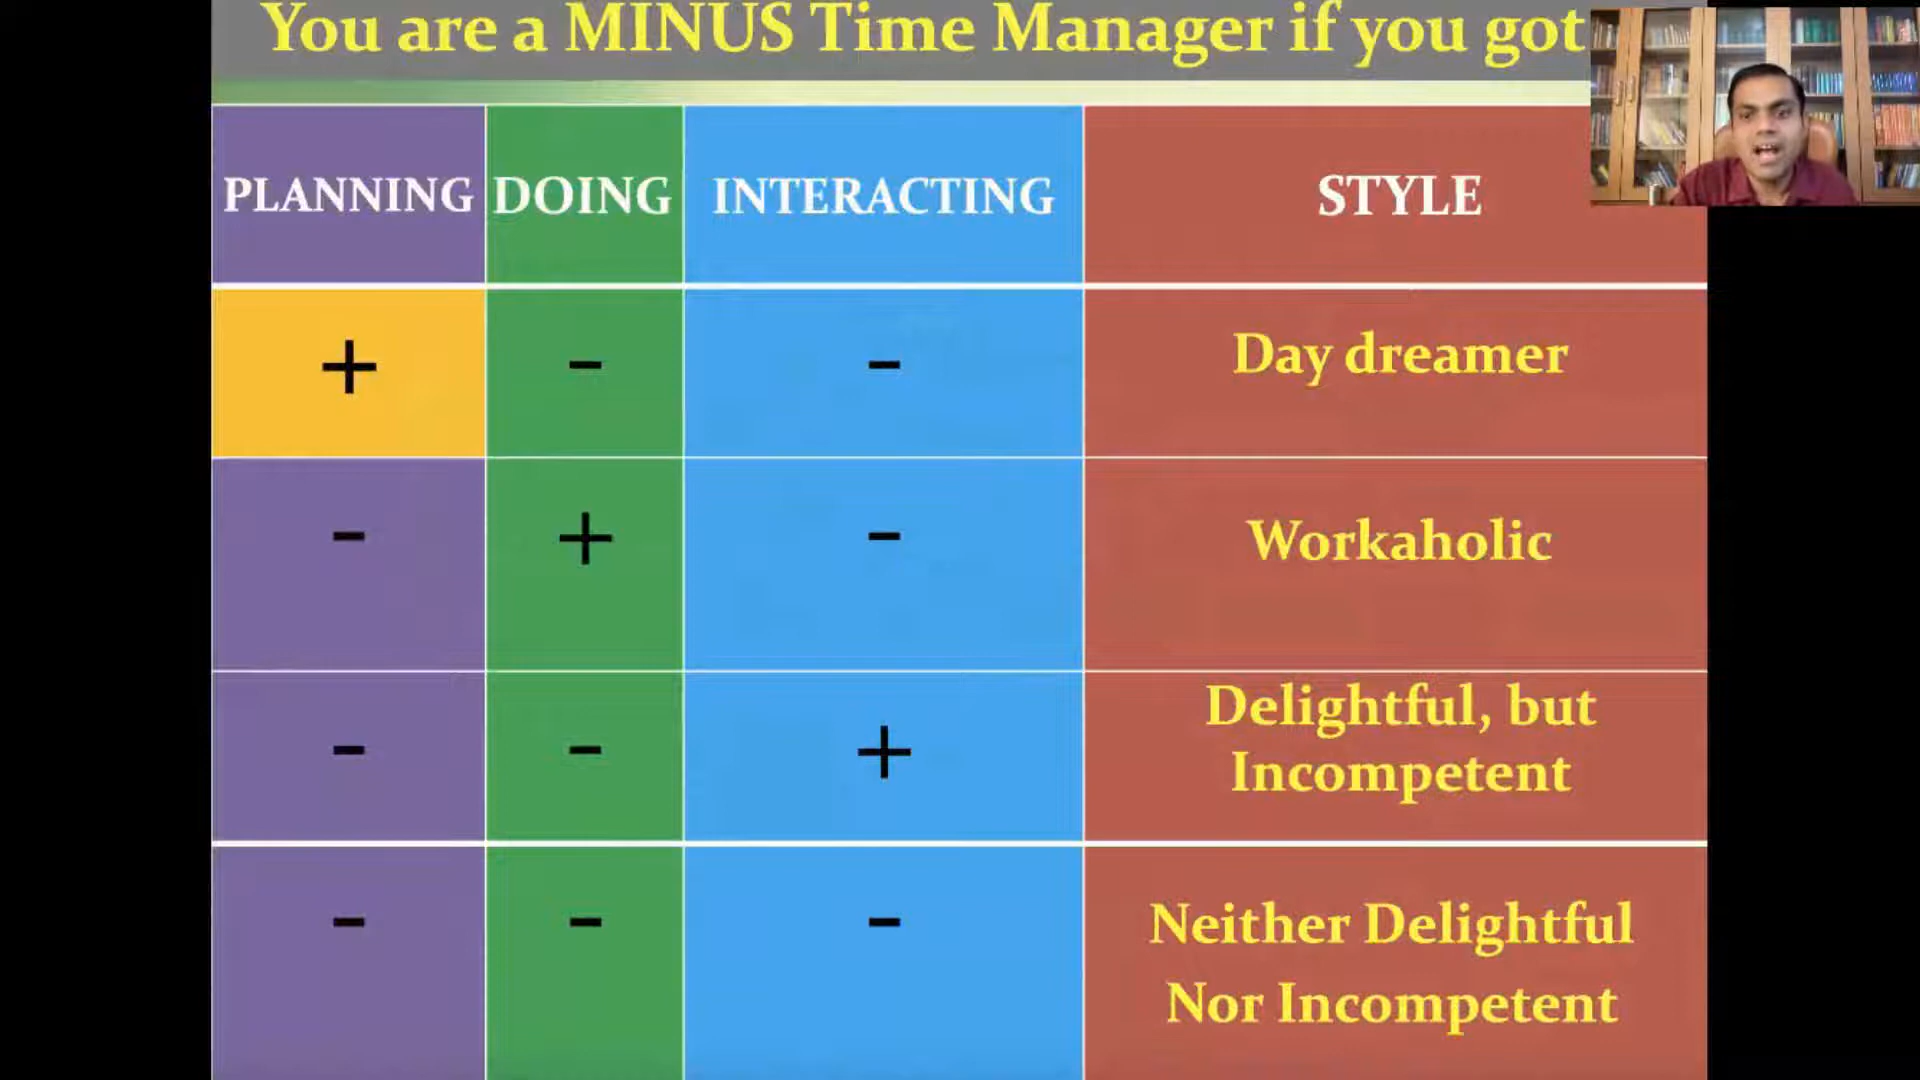 You are a MINUS Time Manager if you got
PLANNING DOING INTERACTING STYLE
+ - - Day dreamer
- + - Workaholic
- - + Delightful, but
Incompetent
- - - Neither Delightful
Nor Incompetent